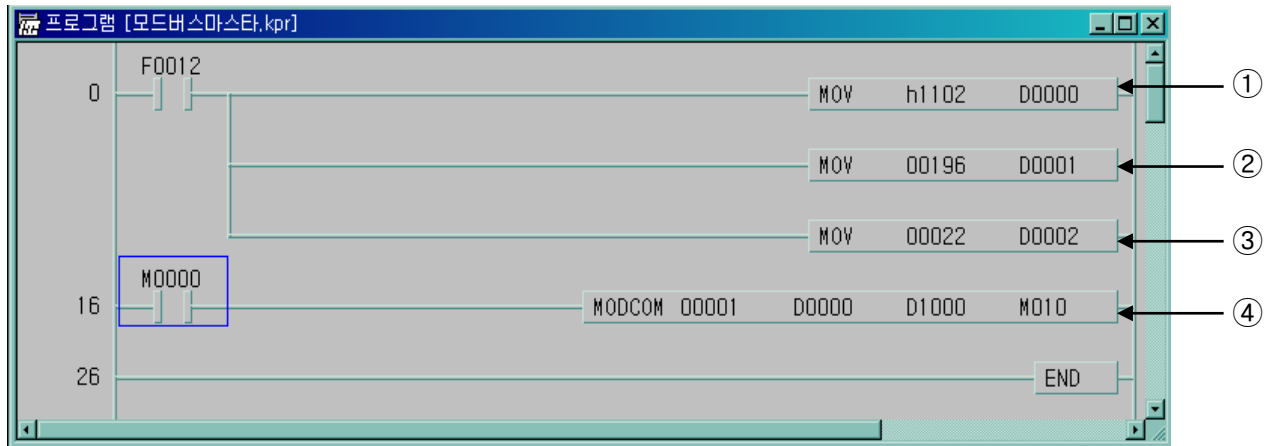 프로그램 [모드버스마스타.kpr]
F0012
0 MOV h1102 D0000 ①
MOV 00196 D0001 ②
MOV 00022 D0002 ③
M0000
16 MODCOM 00001 D0000 D1000 M010 ④
26 END